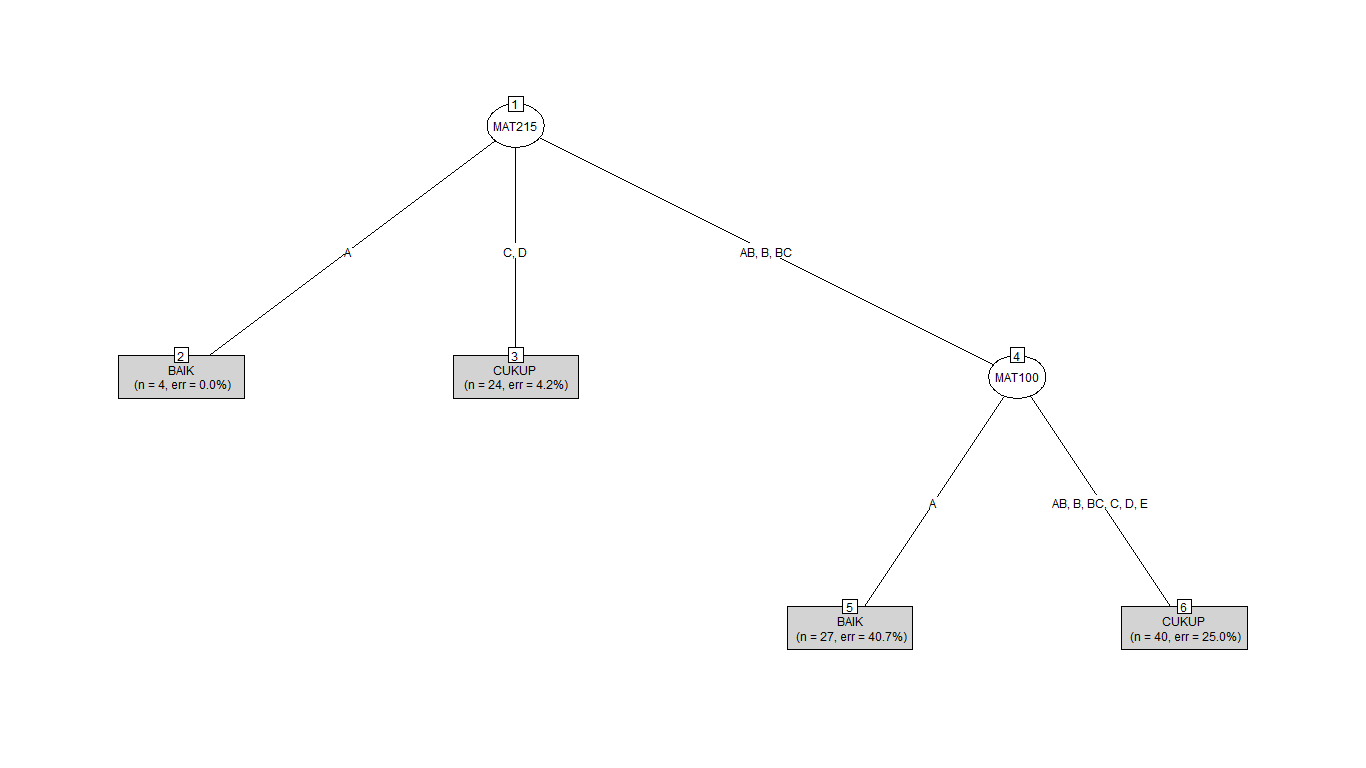 1
MAT215
A
C, D
AB, B, BC
2
BAIK
(n = 4, err = 0.0%)
3
CUKUP
(n = 24, err = 4.2%)
4
MAT100
A
AB, B, BC, C, D, E
5
BAIK
(n = 27, err = 40.7%)
6
CUKUP
(n = 40, err = 25.0%)